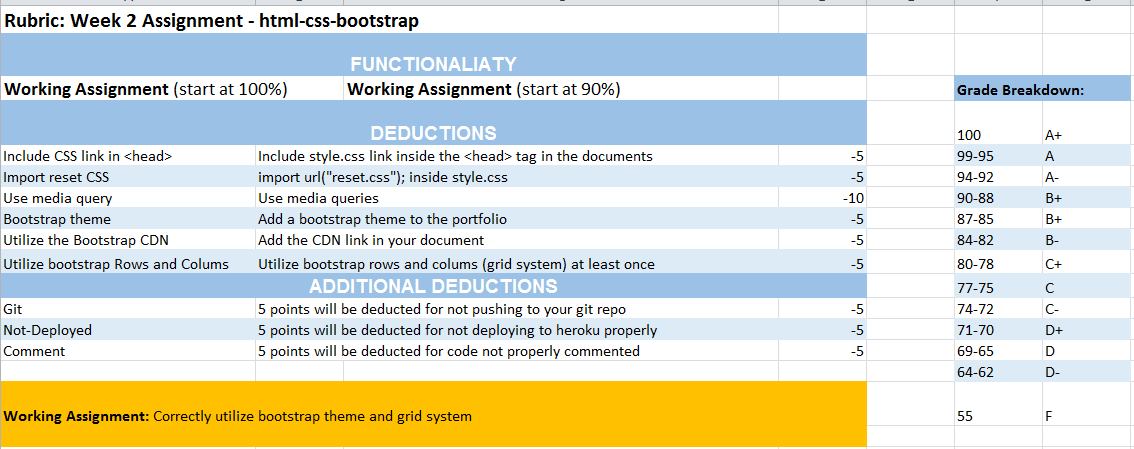 Rubric: Week 2 Assignment - html-css-bootstrap
FUNCTIONALIATY
Working Assignment (start at 100%) Working Assignment (start at 90%) Grade Breakdown:
DEDUCTIONS 100 A+
Include CSS link in <head> Include style.css link inside the <head> tag in the documents -5 99-95 A
Import reset CSS import url("reset.css"); inside style.css -5 94-92 A-
Use media query Use media queries -10 90-88 B+
Bootstrap theme Add a bootstrap theme to the portfolio -5 87-85 B+
Utilize the Bootstrap CDN Add the CDN link in your document -5 84-82 B-
Utilize bootstrap Rows and Colums Utilize bootstrap rows and colums (grid system) at least once -5 80-78 C+
ADDITIONAL DEDUCTIONS 77-75 C
Git 5 points will be deducted for not pushing to your git repo -5 74-72 C-
Not-Deployed 5 points will be deducted for not deploying to heroku properly -5 71-70 D+
Comment 5 points will be deducted for code not properly commented -5 69-65 D
64-62 D-
Working Assignment: Correctly utilize bootstrap theme and grid system 55 F